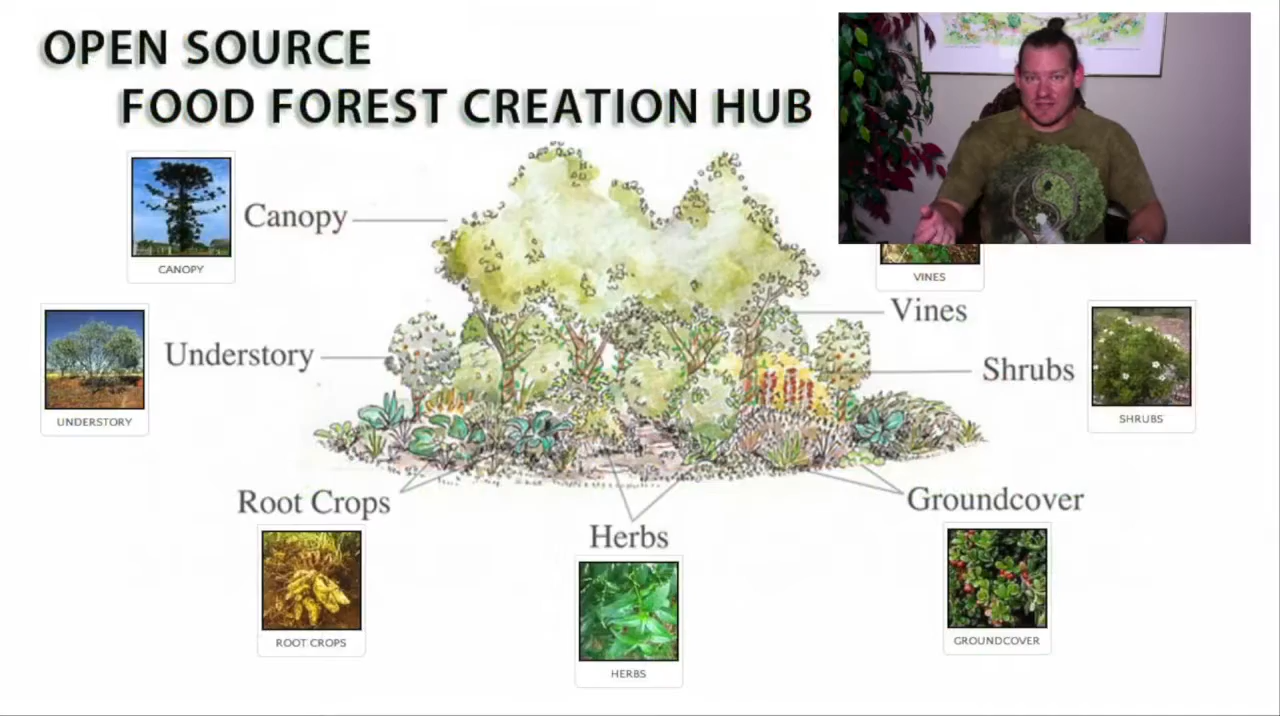 OPEN SOURCE
FOOD FOREST CREATION HUB
Canopy
CANOPY
VINES
Vines
Understory
UNDERSTORY
Shrubs
SHRUBS
Root Crops
ROOT CROPS
Herbs
HERBS
Groundcover
GROUNDCOVER